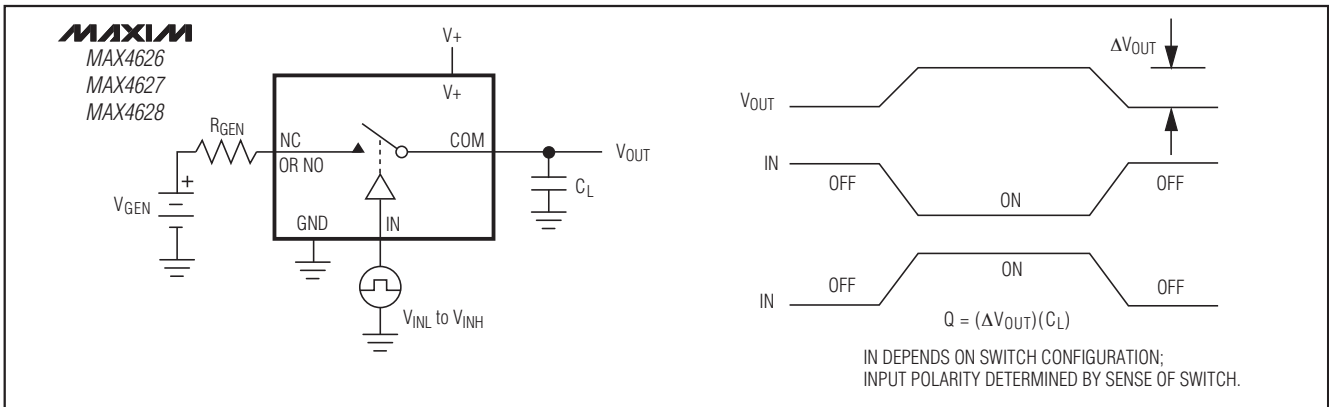 MAXIM
MAX4626
MAX4627
MAX4628
V+
V+
RGEN
NC
OR NO
COM
VOUT
CL
+
VGEN
GND
IN
VINL to VINH
ΔVOUT
VOUT
IN
OFF
ON
OFF
IN
OFF
ON
OFF
Q = (ΔVOUT)(CL)
IN DEPENDS ON SWITCH CONFIGURATION;
INPUT POLARITY DETERMINED BY SENSE OF SWITCH.